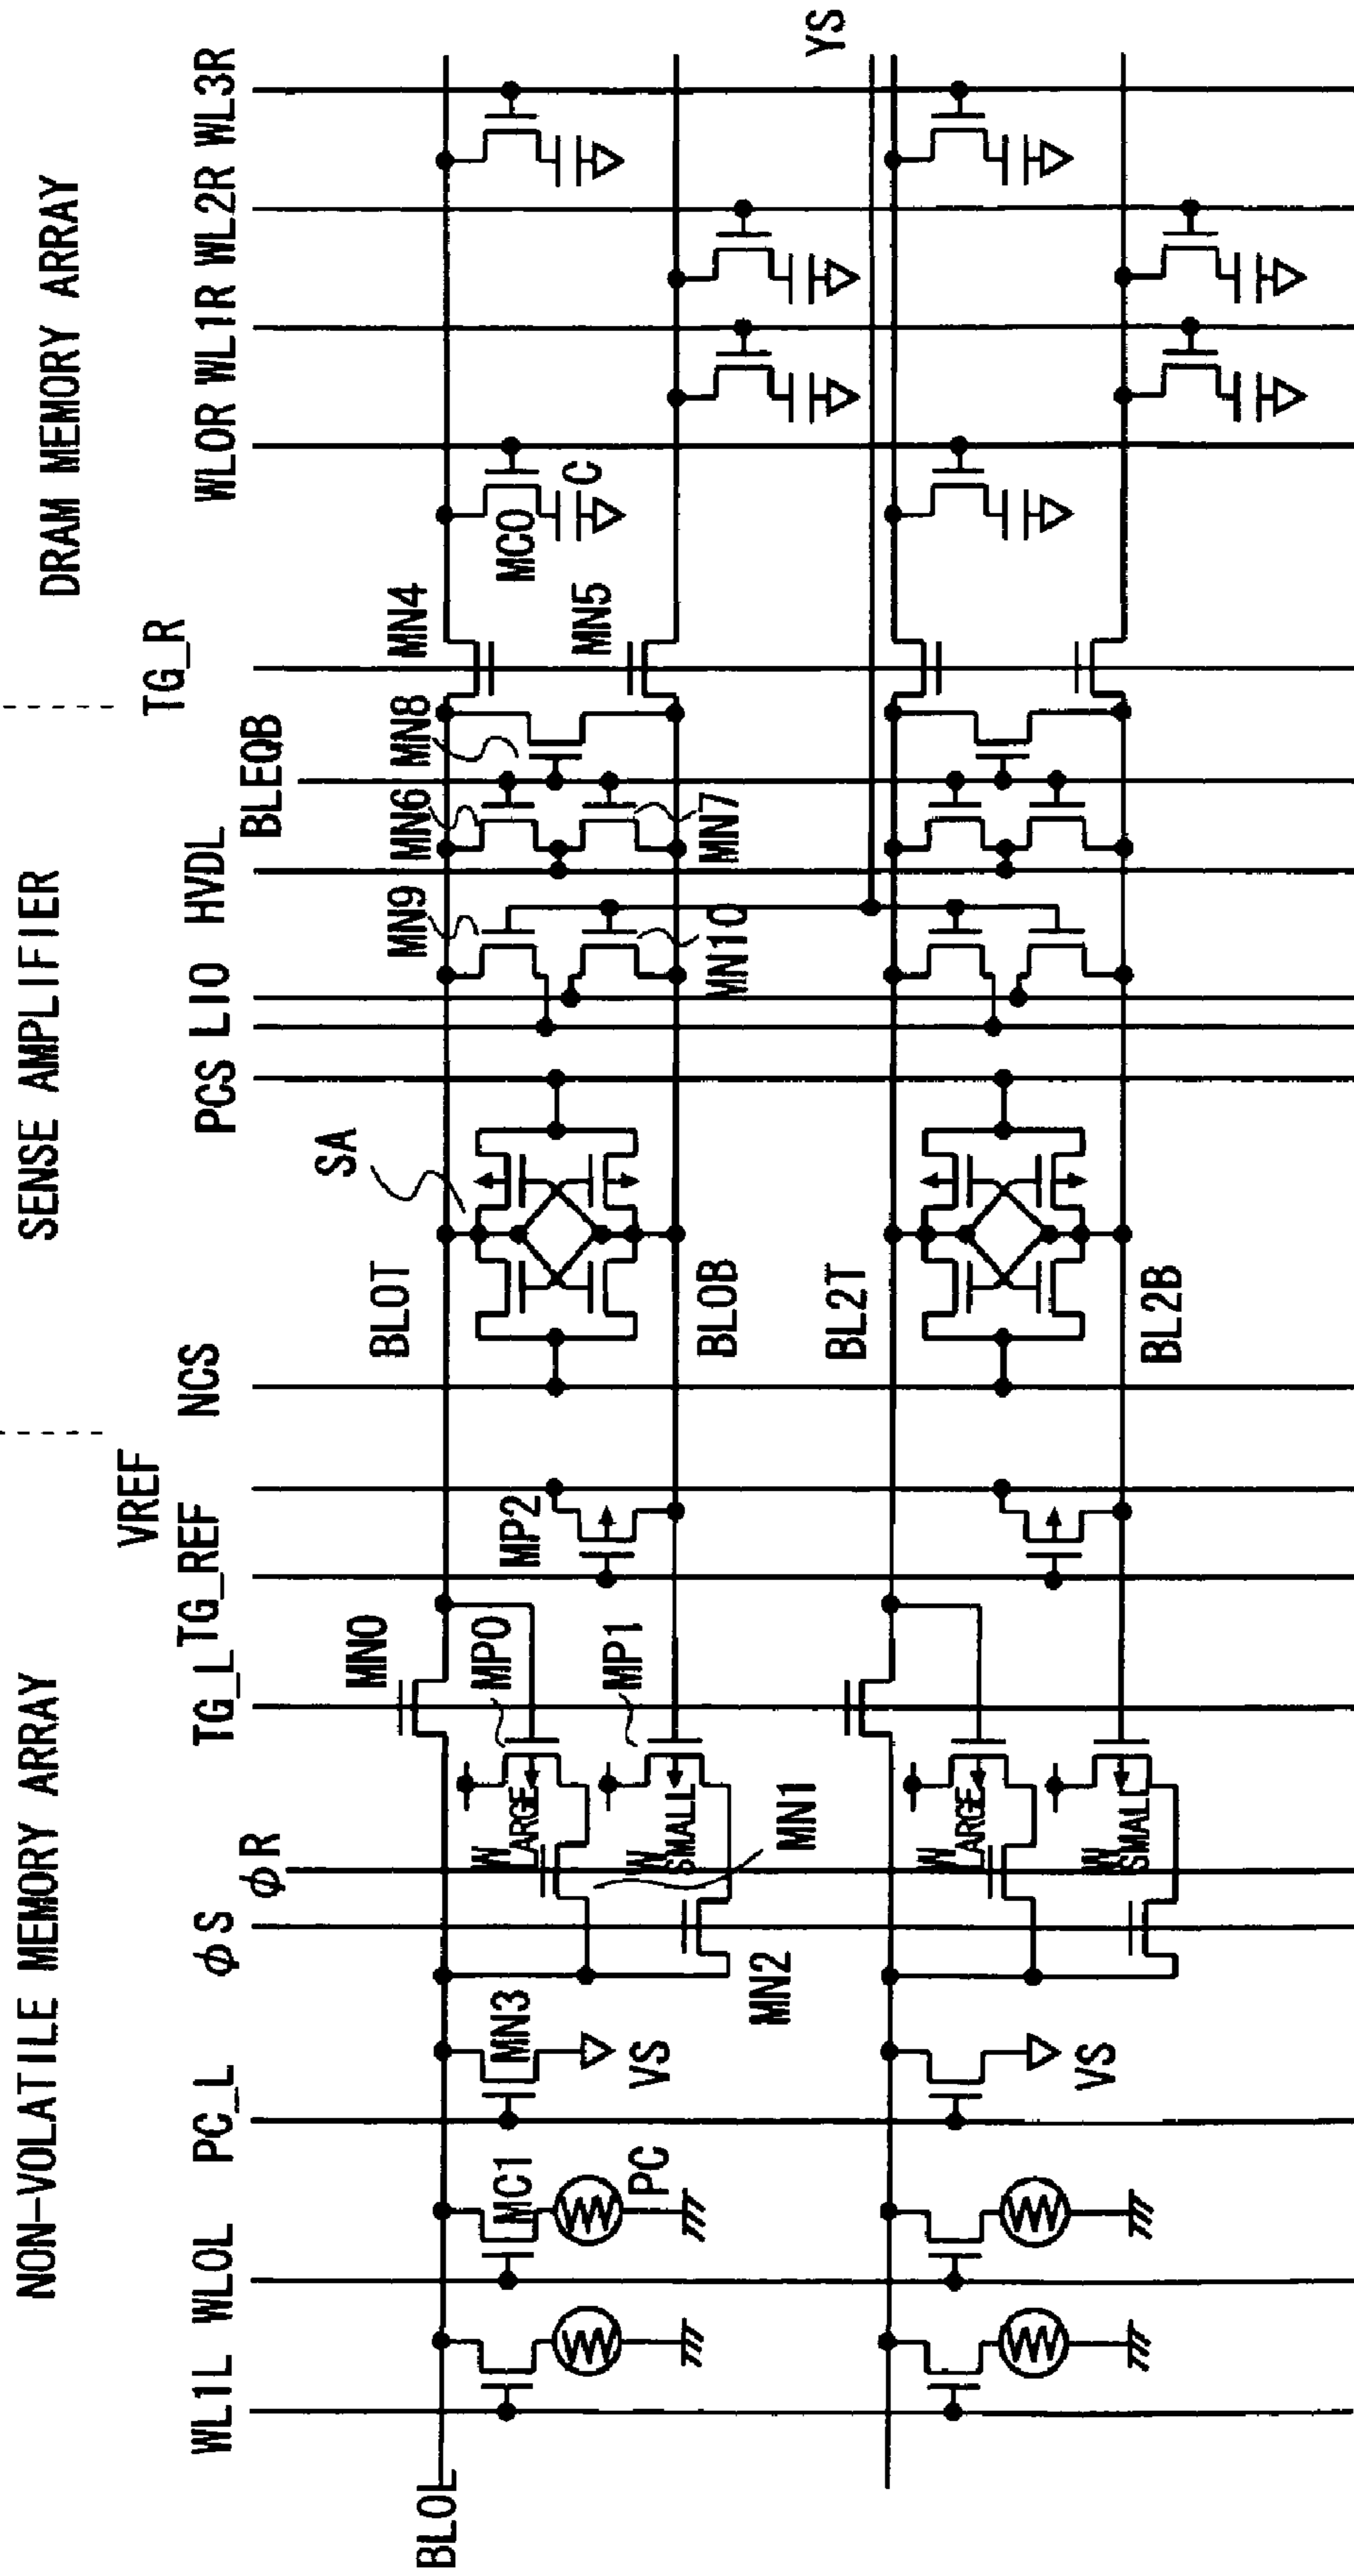 NON-VOLATILE MEMORY ARRAY
SENSE AMPLIFIER
DRAM MEMORY ARRAY
WL1L WL0L PC_L φS φR TG_L TG_REF VREF NCS PCS LIO HVDL BLEQB TG_R WL0R WL1R WL2R WL3R
BL0L
MN0
BL0T
SA
MN9
MN6
MN8
MN4
MC1
MN3
W LARGE
MP0
MP2
MC0
C
PC
VS
W SMALL
MP1
MN5
MN2
MN1
BL0B
MN10
MN7
YS
BL2T
W LARGE
VS
W SMALL
BL2B